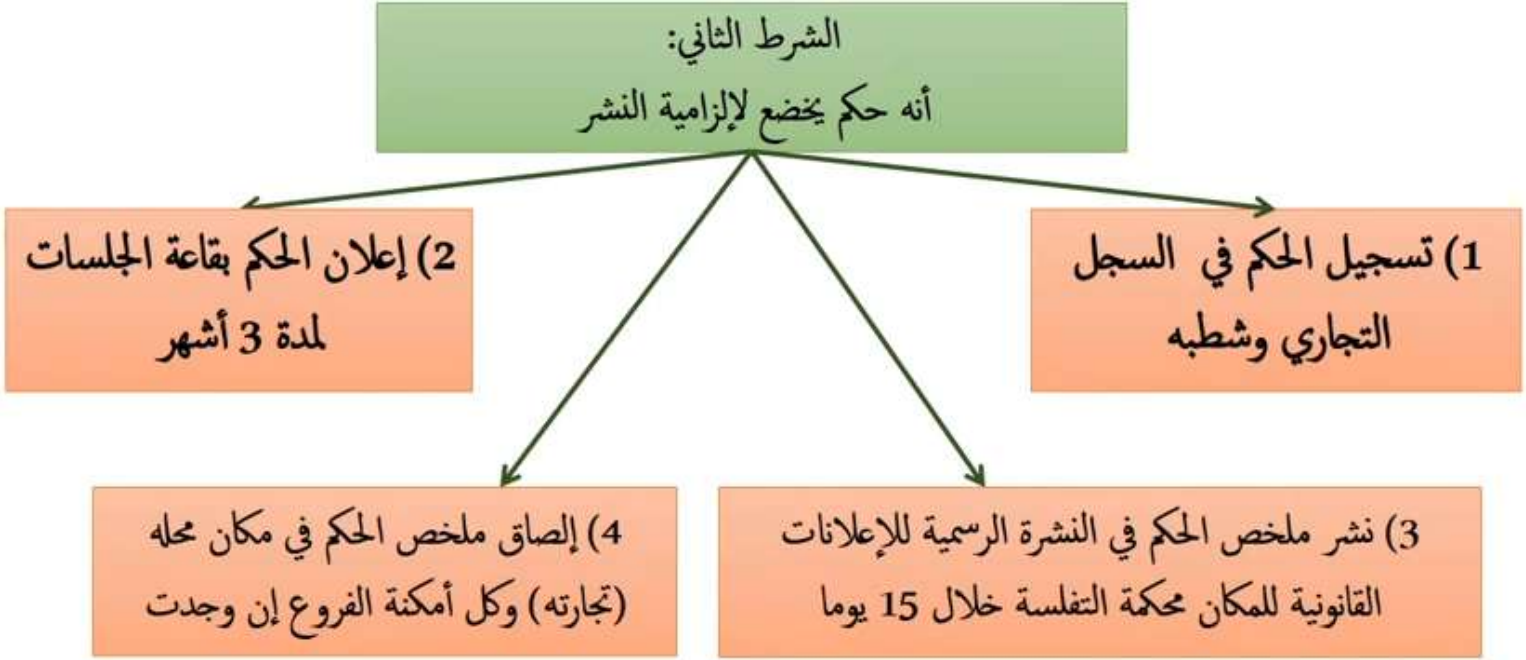 الشرط الثاني:
أنه حكم يخضع لإلزامية النشر
1) تسجيل الحكم في السجل
التجاري وشطبه
2) إعلان الحكم بقاعة الجلسات
لمدة 3 أشهر
3) نشر ملخص الحكم في النشرة الرسمية للإعلانات
القانونية للمكان محكمة التفلسة خلال 15 يوما
4) إلصاق ملخص الحكم في مكان محله
(تجارته) وكل أمكنة الفروع إن وجدت